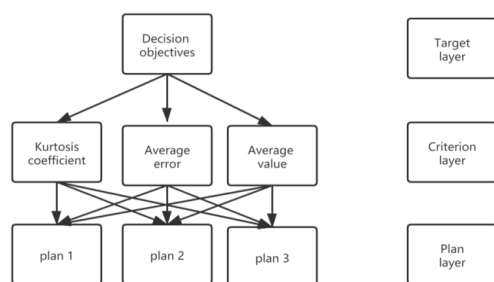 Decision
objectives
Target
layer
Kurtosis
coefficient
Average
error
Average
value
Criterion
layer
plan 1
plan 2
plan 3
Plan
layer